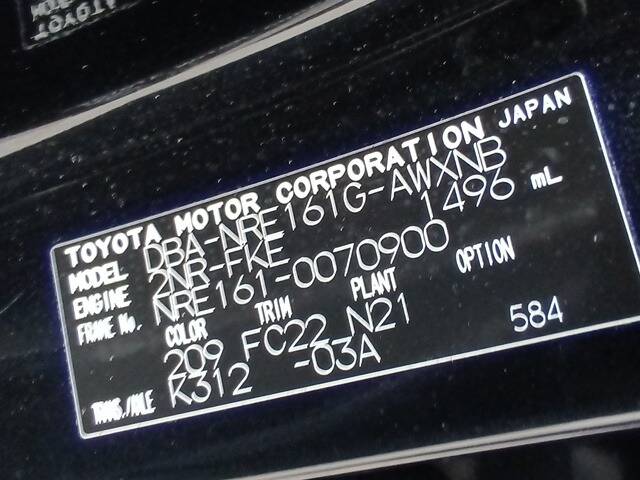 TOYOTA MOTOR CORPORATION JAPAN
MODEL DBA-NRE161G-AWXNB
ENGINE 2NR-FKE 1496 mL
FRAME No. NRE161-0070900
COLOR TRIM PLANT OPTION
209 FC22 N21
TRANS./AXLE K312 -03A 584